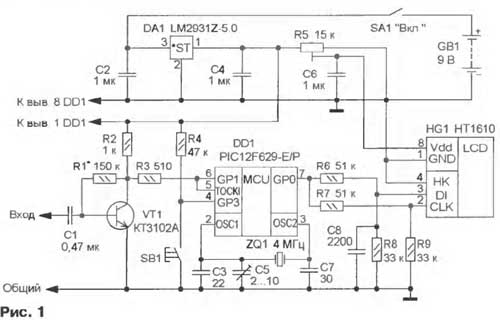 DA1 LM2931Z-5.0
SA1 "Вкл."
3 *ST 1
2
R5 15 к
GB1
9 В
C2
1 мк
C4
1 мк
C6
1 мк
К выв. 8 DD1
К выв. 1 DD1
HG1 HT1610
8 Vdd LCD
1 GND
4 HK
3 DI
2 CLK
R2
1 к
R4
47 к
DD1
PIC12F629-E/P
R1* 150 к
R3 510
6 GP1 MCU GP0 7
5 TOCKI
4 GP3
OSC1 OSC2
2 3
R6 51 к
R7 51 к
Вход
C1
0,47 мк
VT1
КТ3102А
SB1
ZQ1 4 МГц
C3
22
C5
2...10
C7
30
C8
2200
R8
33 к
R9
33 к
Общий
Рис. 1